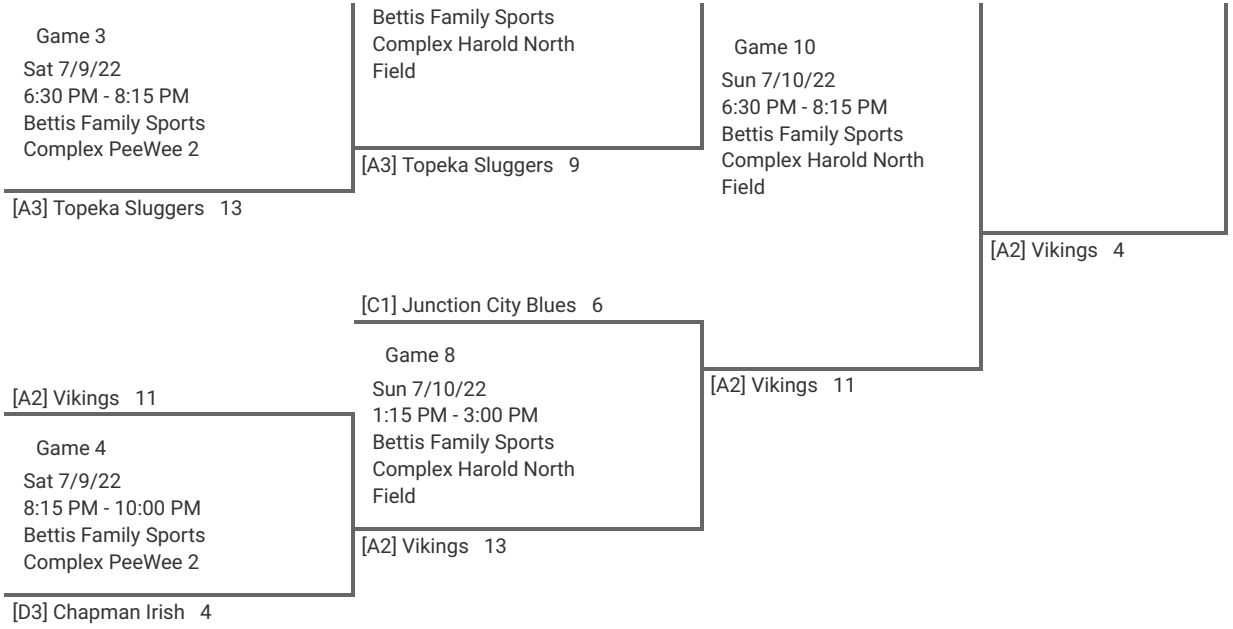 Game 3
Sat 7/9/22
6:30 PM - 8:15 PM
Bettis Family Sports
Complex PeeWee 2
[A3] Topeka Sluggers 13
Bettis Family Sports
Complex Harold North
Field
[A3] Topeka Sluggers 9
Game 10
Sun 7/10/22
6:30 PM - 8:15 PM
Bettis Family Sports
Complex Harold North
Field
[A2] Vikings 4
[C1] Junction City Blues 6
Game 8
Sun 7/10/22
1:15 PM - 3:00 PM
Bettis Family Sports
Complex Harold North
Field
[A2] Vikings 13
[A2] Vikings 11
[A2] Vikings 11
Game 4
Sat 7/9/22
8:15 PM - 10:00 PM
Bettis Family Sports
Complex PeeWee 2
[D3] Chapman Irish 4